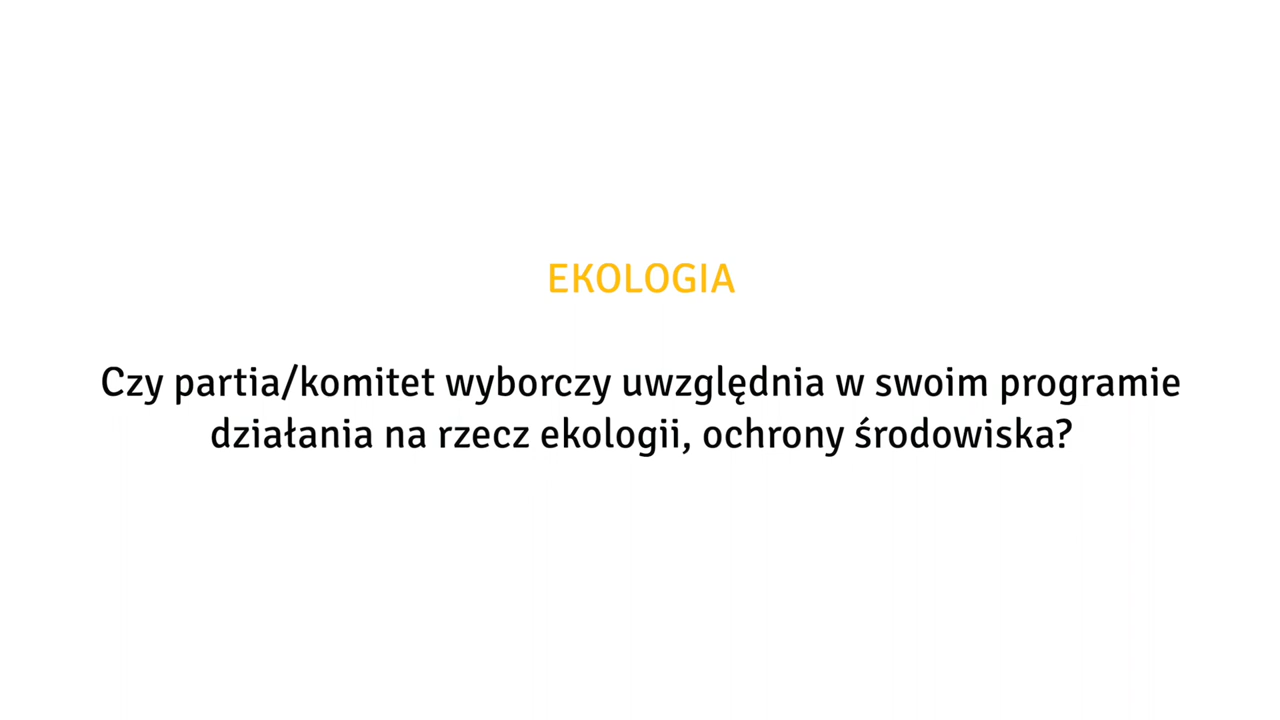 EKOLOGIA
Czy partia/komitet wyborczy uwzględnia w swoim programie
działania na rzecz ekologii, ochrony środowiska?